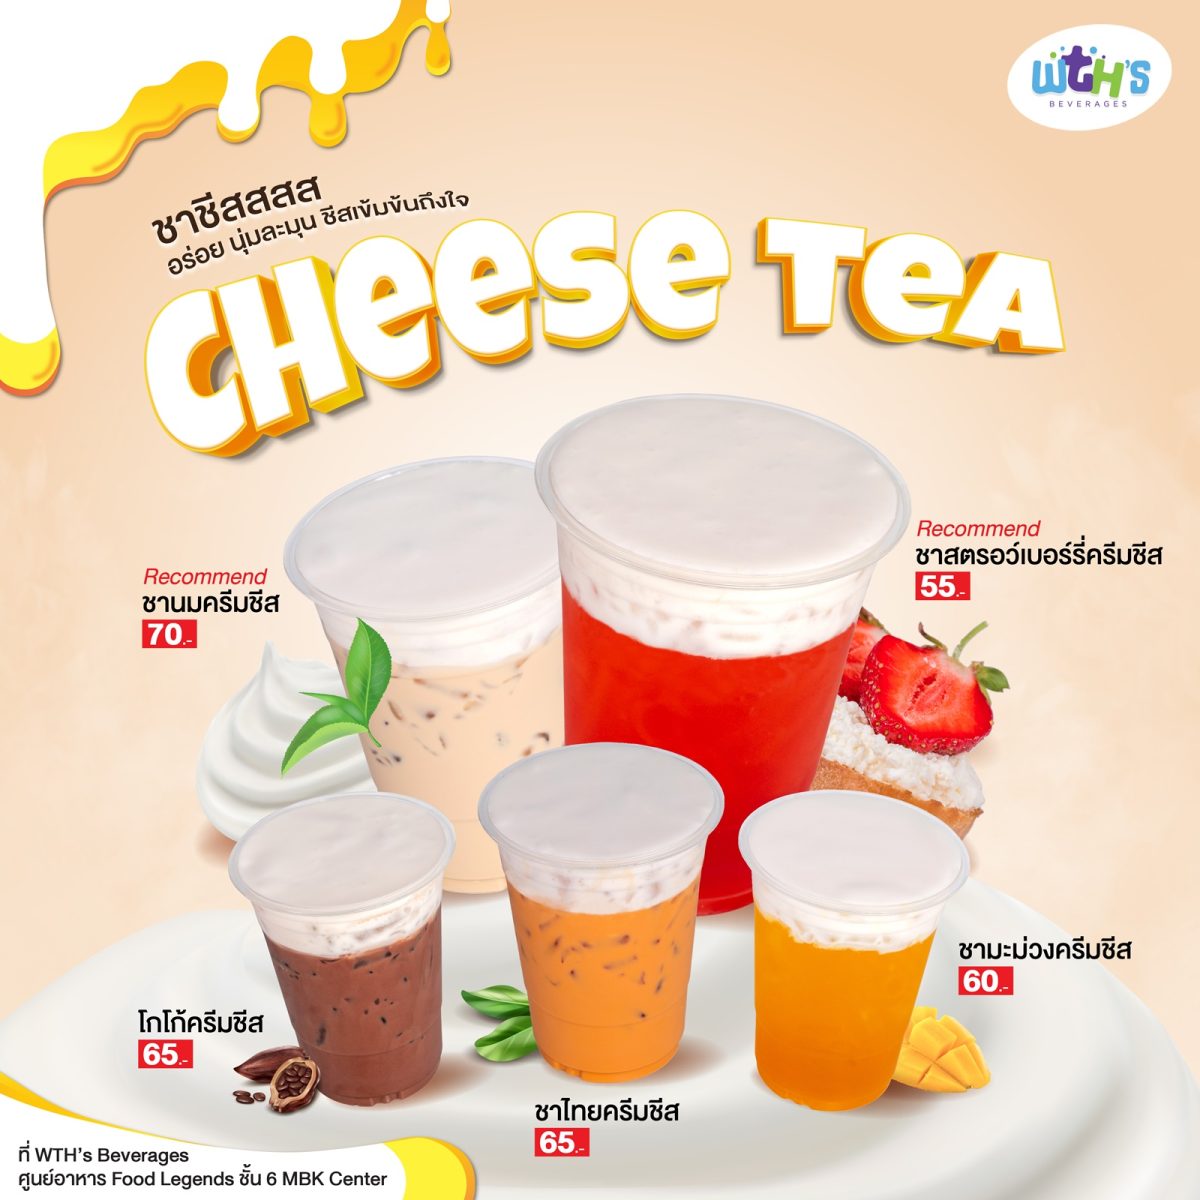 WTH'S
BEVERAGES
ชาชีสสสส
อร่อย นุ่มละมุน ชีสเข้มข้นถึงใจ
CHeese TeA
Recommend
ชานมครีมชีส
70.-
Recommend
ชาสตรอว์เบอร์รี่ครีมชีส
55.-
ชามะม่วงครีมชีส
60.-
โกโก้ครีมชีส
65.-
ชาไทยครีมชีส
65.-
ที่ WTH's Beverages
ศูนย์อาหาร Food Legends ชั้น 6 MBK Center